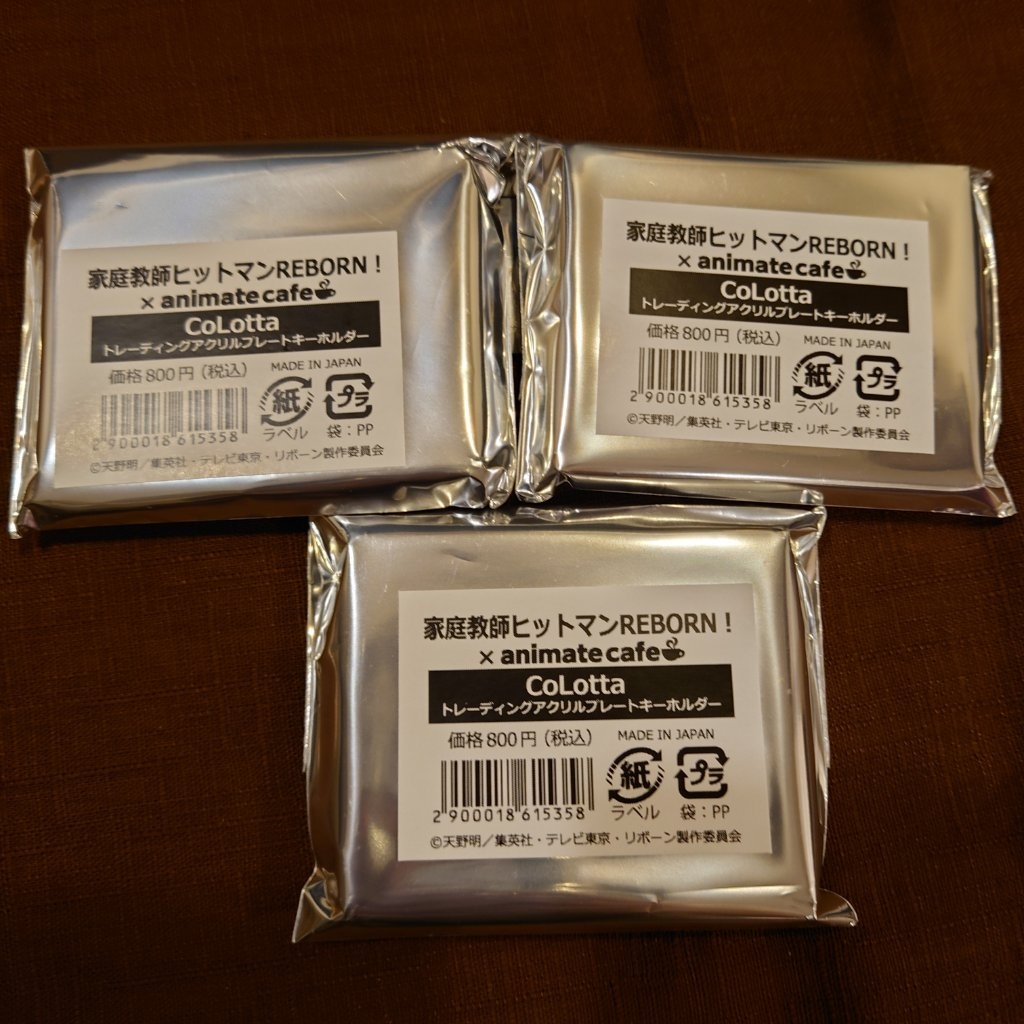 家庭教師ヒットマンREBORN！
× animatecafe
CoLotta
トレーディングアクリルプレートキーホルダー
価格800円（税込）
MADE IN JAPAN
紙
プラ
ラベル
袋：PP
2 900018 615358
©天野明／集英社・テレビ東京・リボーン製作委員会
家庭教師ヒットマンREBORN！
× animatecafe
CoLotta
トレーディングアクリルプレートキーホルダー
価格800円（税込）
MADE IN JAPAN
紙
プラ
ラベル
袋：PP
2 900018 615358
©天野明／集英社・テレビ東京・リボーン製作委員会
家庭教師ヒットマンREBORN！
× animatecafe
CoLotta
トレーディングアクリルプレートキーホルダー
価格800円（税込）
MADE IN JAPAN
紙
プラ
ラベル
袋：PP
2 900018 615358
©天野明／集英社・テレビ東京・リボーン製作委員会